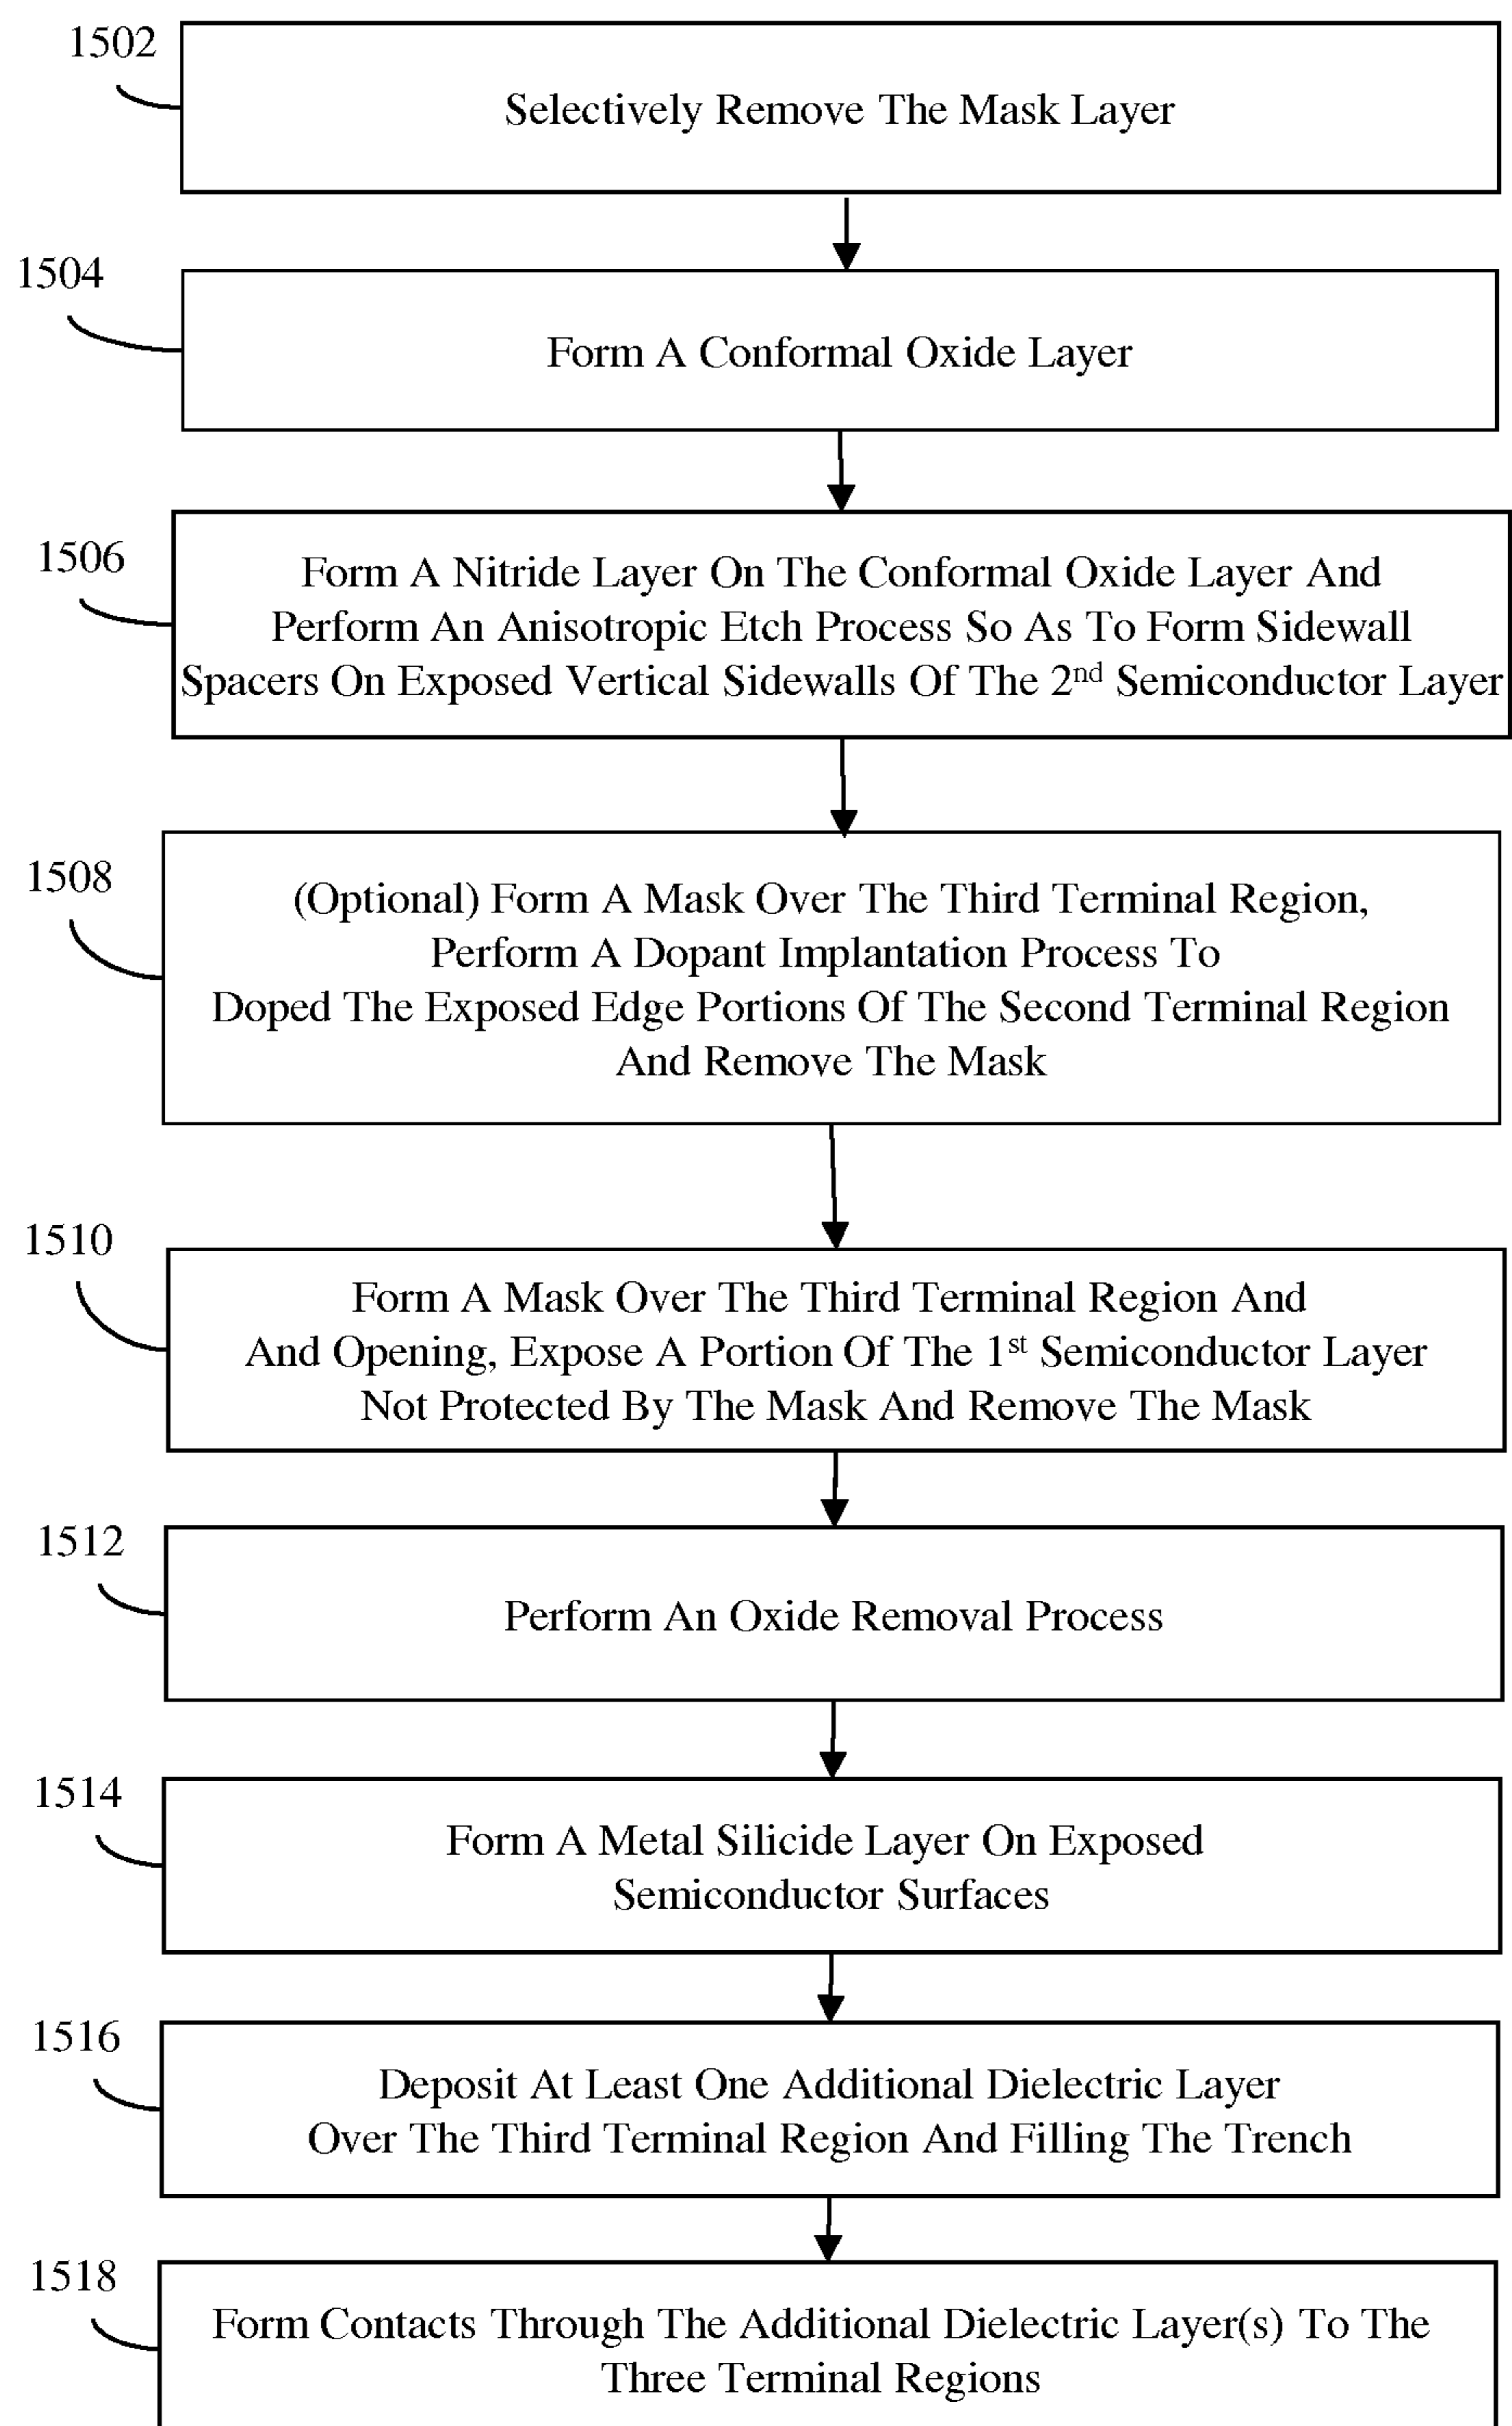 1502
Selectively Remove The Mask Layer
1504
Form A Conformal Oxide Layer
1506
Form A Nitride Layer On The Conformal Oxide Layer And
Perform An Anisotropic Etch Process So As To Form Sidewall
Spacers On Exposed Vertical Sidewalls Of The 2nd Semiconductor Layer
1508
(Optional) Form A Mask Over The Third Terminal Region,
Perform A Dopant Implantation Process To
Doped The Exposed Edge Portions Of The Second Terminal Region
And Remove The Mask
1510
Form A Mask Over The Third Terminal Region And
And Opening, Expose A Portion Of The 1st Semiconductor Layer
Not Protected By The Mask And Remove The Mask
1512
Perform An Oxide Removal Process
1514
Form A Metal Silicide Layer On Exposed
Semiconductor Surfaces
1516
Deposit At Least One Additional Dielectric Layer
Over The Third Terminal Region And Filling The Trench
1518
Form Contacts Through The Additional Dielectric Layer(s) To The
Three Terminal Regions